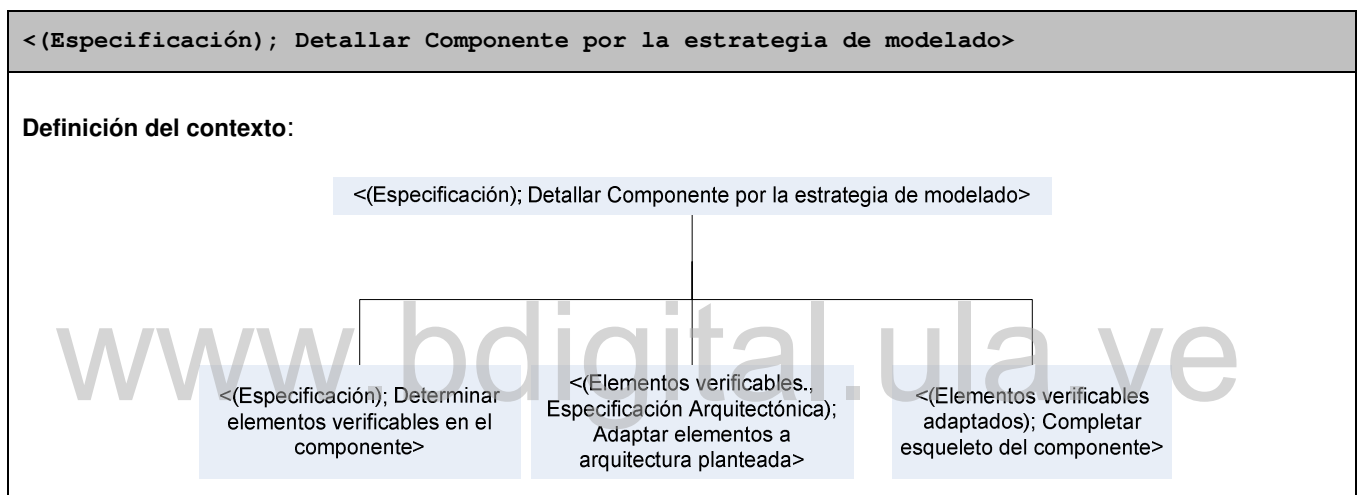 <(Especificación); Detallar Componente por la estrategia de modelado>
Definición del contexto:
<(Especificación); Detallar Componente por la estrategia de modelado>
<(Especificación); Determinar
elementos verificables en el
componente>
<(Elementos verificables.,
Especificación Arquitectónica);
Adaptar elementos a
arquitectura planteada>
<(Elementos verificables
adaptados); Completar
esqueleto del componente>
www.bdigital.ula.ve